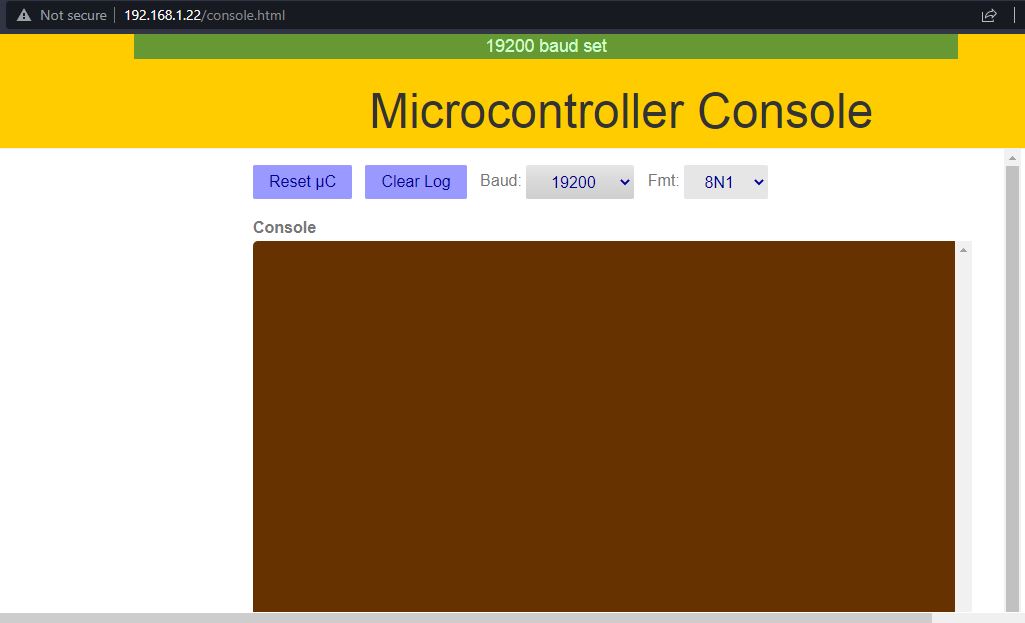 Not secure 192.168.1.22/console.html
19200 baud set
Microcontroller Console
Reset µC Clear Log Baud: 19200 Fmt: 8N1
Console